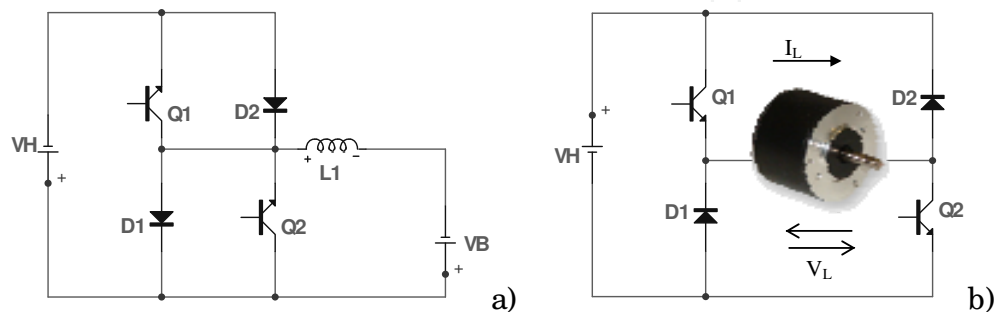 Q1
D2
VH
+
+ -
L1
D1
Q2
VB
+
a)
I_L
Q1
D2
+
VH
D1
Q2
V_L
b)